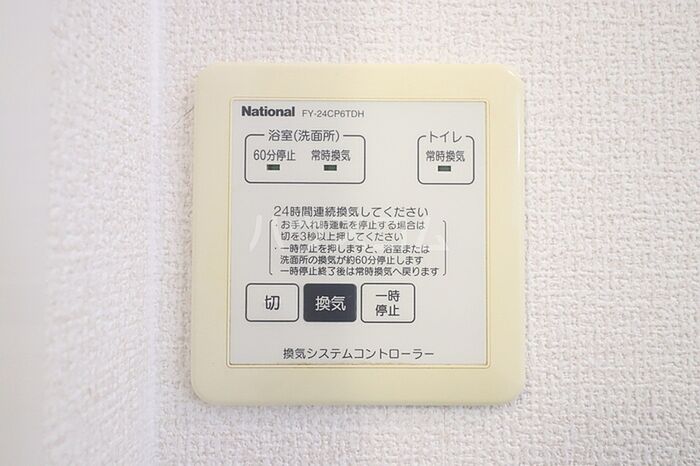 National FY-24CP6TDH
浴室(洗面所)
60分停止 常時換気
トイレ
常時換気
24時間連続換気してください
・お手入れ時運転を停止する場合は
切を3秒以上押してください
・一時停止を押しますと、浴室または
洗面所の換気が約60分停止します
一時停止終了後は常時換気へ戻ります
切
換気
一時
停止
換気システムコントローラー